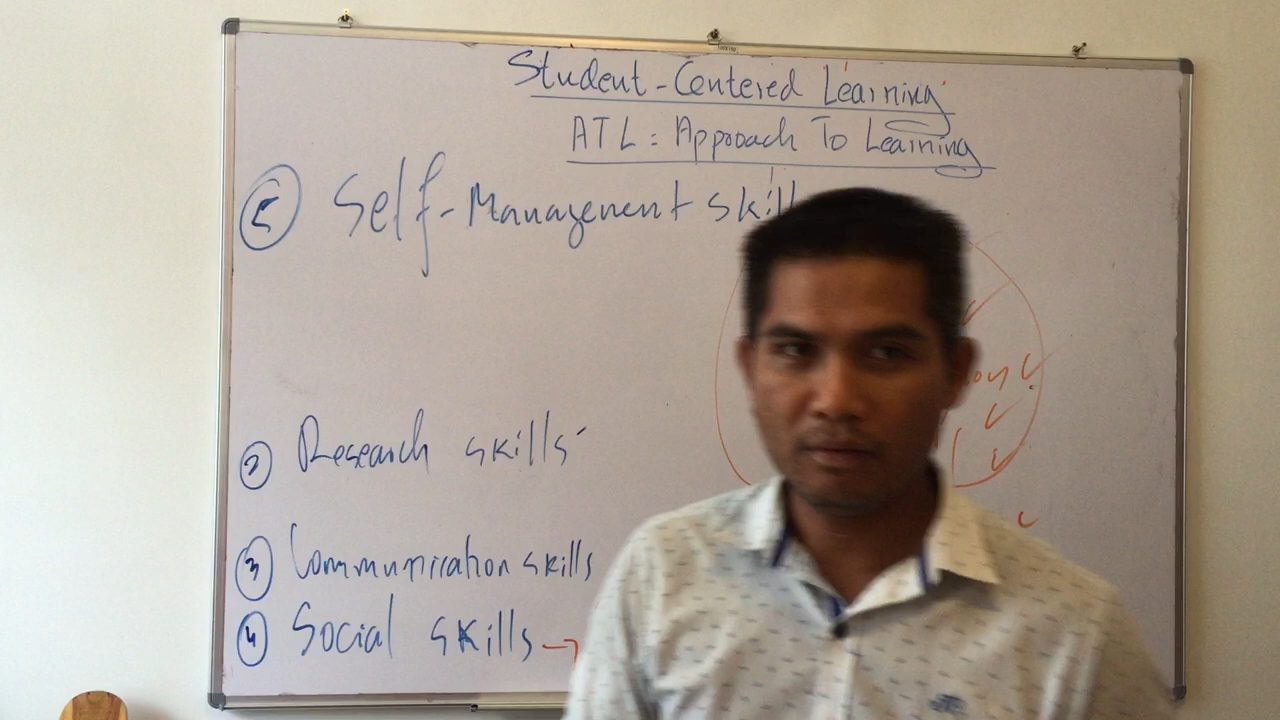 Student-Centered Learning
ATL: Approach To Learning
5 Self-Management skill
2 Research skills
3 Communication skills
4 Social skills →